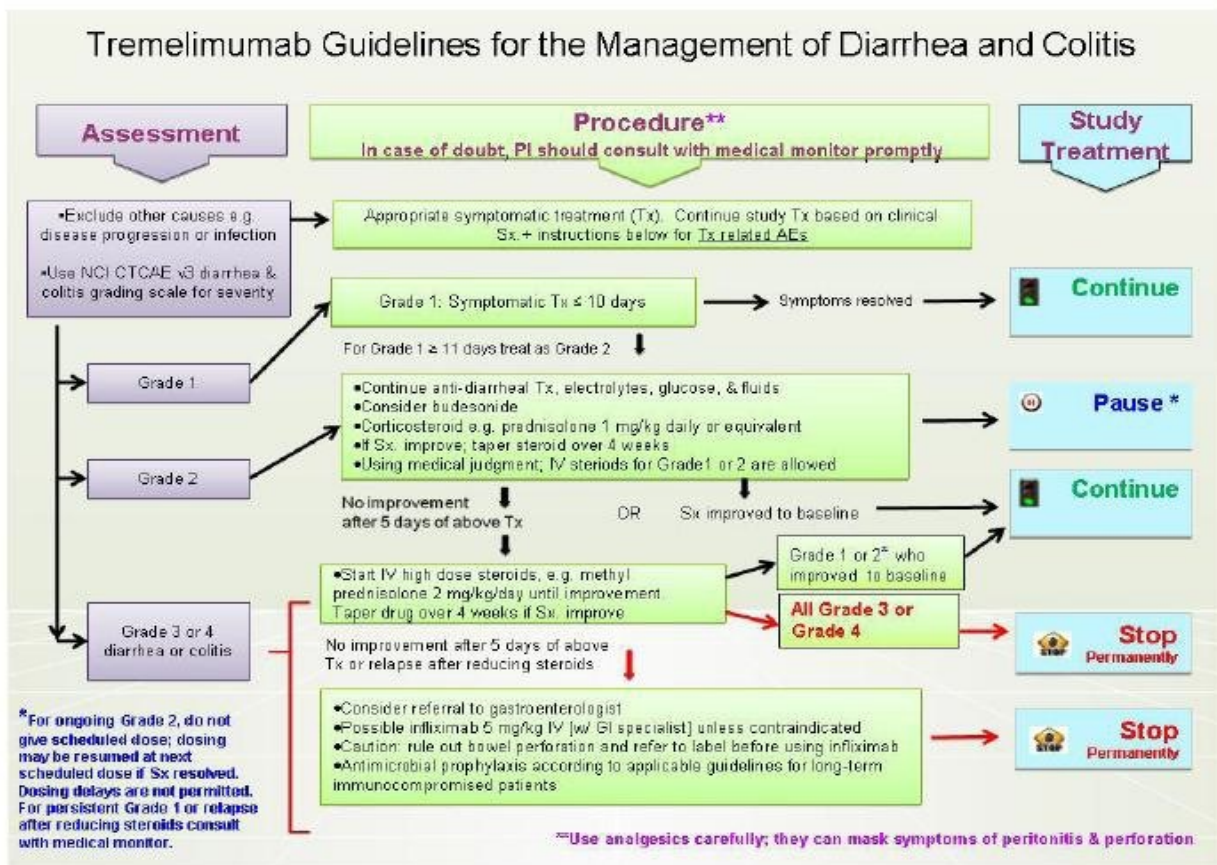 Tremelimumab Guidelines for the Management of Diarrhea and Colitis
Assessment
Procedure**
In case of doubt, PI should consult with medical monitor promptly
Study
Treatment
▪Exclude other causes e.g.
disease progression or infection
▪Use NCI CTCAE v3 diarrhea &
colitis grading scale for severity
Appropriate symptomatic treatment (Tx). Continue study Tx based on clinical
Sx.+ instructions below for Tx related AEs
Grade 1: Symptomatic Tx ≤ 10 days
Symptoms resolved
Continue
For Grade 1 ≥ 11 days treat as Grade 2
Grade 1
•Continue anti-diarrheal Tx, electrolytes, glucose, & fluids
•Consider budesonide
•Corticosteroid e.g. prednisolone 1 mg/kg daily or equivalent
•If Sx. improve; taper steroid over 4 weeks
•Using medical judgment; IV steriods for Grade1 or 2 are allowed
Pause *
Grade 2
No improvement
after 5 days of above Tx
OR
Sx improved to baseline
Continue
•Start IV high dose steroids, e.g. methyl
prednisolone 2 mg/kg/day until improvement.
Taper drug over 4 weeks if Sx. improve
Grade 1 or 2* who
improved to baseline
All Grade 3 or
Grade 4
STOP
Stop
Permanently
Grade 3 or 4
diarrhea or colitis
No improvement after 5 days of above
Tx or relapse after reducing steroids
•Consider referral to gastroenterologist
•Possible infliximab 5 mg/kg IV [w/ GI specialist] unless contraindicated
•Caution: rule out bowel perforation and refer to label before using infliximab
•Antimicrobial prophylaxis according to applicable guidelines for long-term
immunocompromised patients
STOP
Stop
Permanently
*For ongoing Grade 2, do not
give scheduled dose; dosing
may be resumed at next
scheduled dose if Sx resolved.
Dosing delays are not permitted.
For persistent Grade 1 or relapse
after reducing steroids consult
with medical monitor.
**Use analgesics carefully; they can mask symptoms of peritonitis & perforation